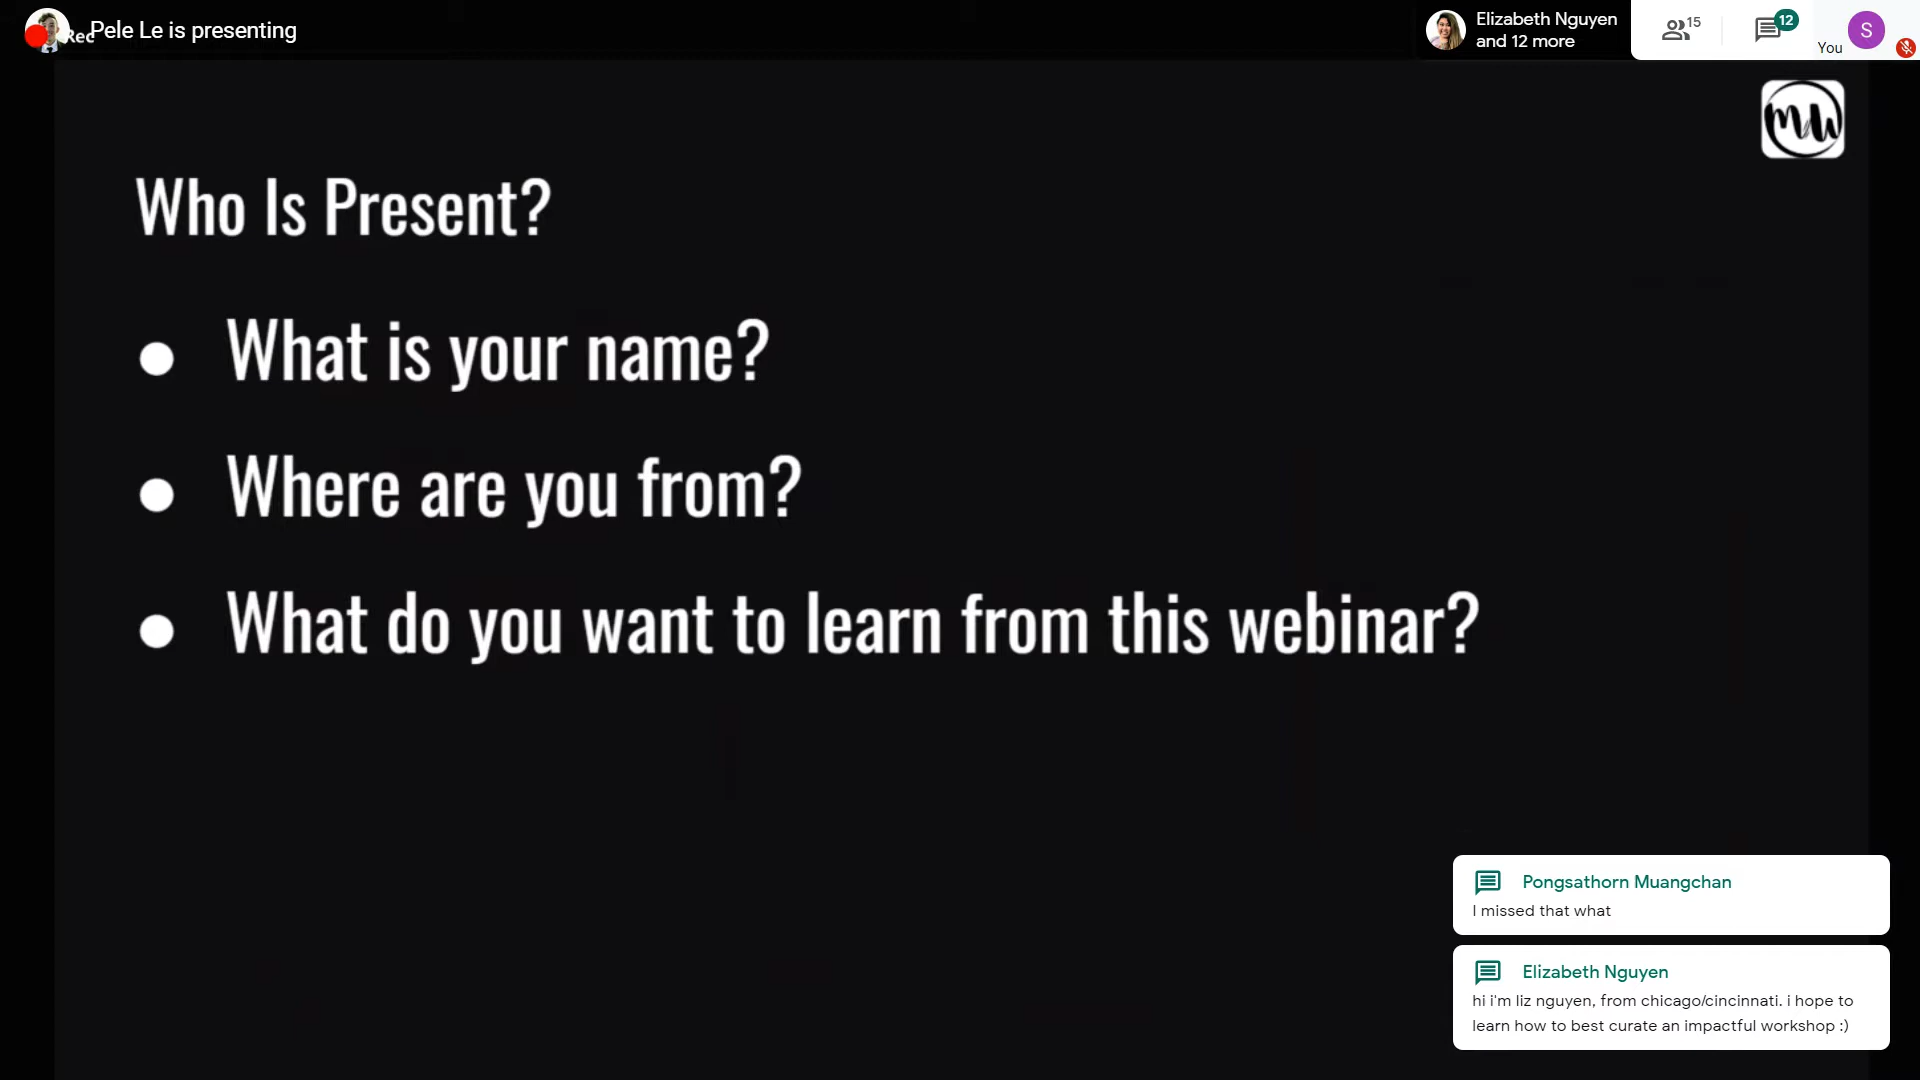 Rec
Pele Le is presenting
Elizabeth Nguyen
and 12 more
15
12
You
S
Who Is Present?
● What is your name?
● Where are you from?
● What do you want to learn from this webinar?
Pongsathorn Muangchan
I missed that what
Elizabeth Nguyen
hi i'm liz nguyen, from chicago/cincinnati. i hope to
learn how to best curate an impactful workshop :)